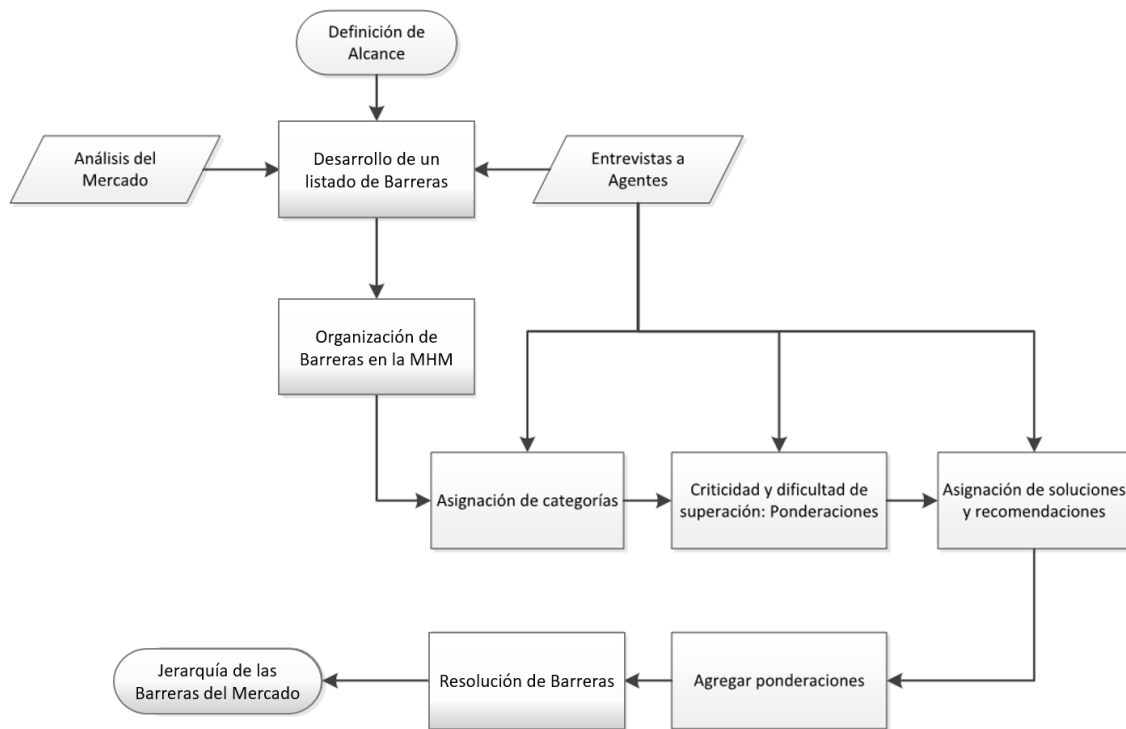 Definición de
Alcance
Análisis del
Mercado
Desarrollo de un
listado de Barreras
Entrevistas a
Agentes
Organización de
Barreras en la MHM
Asignación de categorías
Criticidad y dificultad de
superación: Ponderaciones
Asignación de soluciones
y recomendaciones
Jerarquía de las
Barreras del Mercado
Resolución de Barreras
Agregar ponderaciones